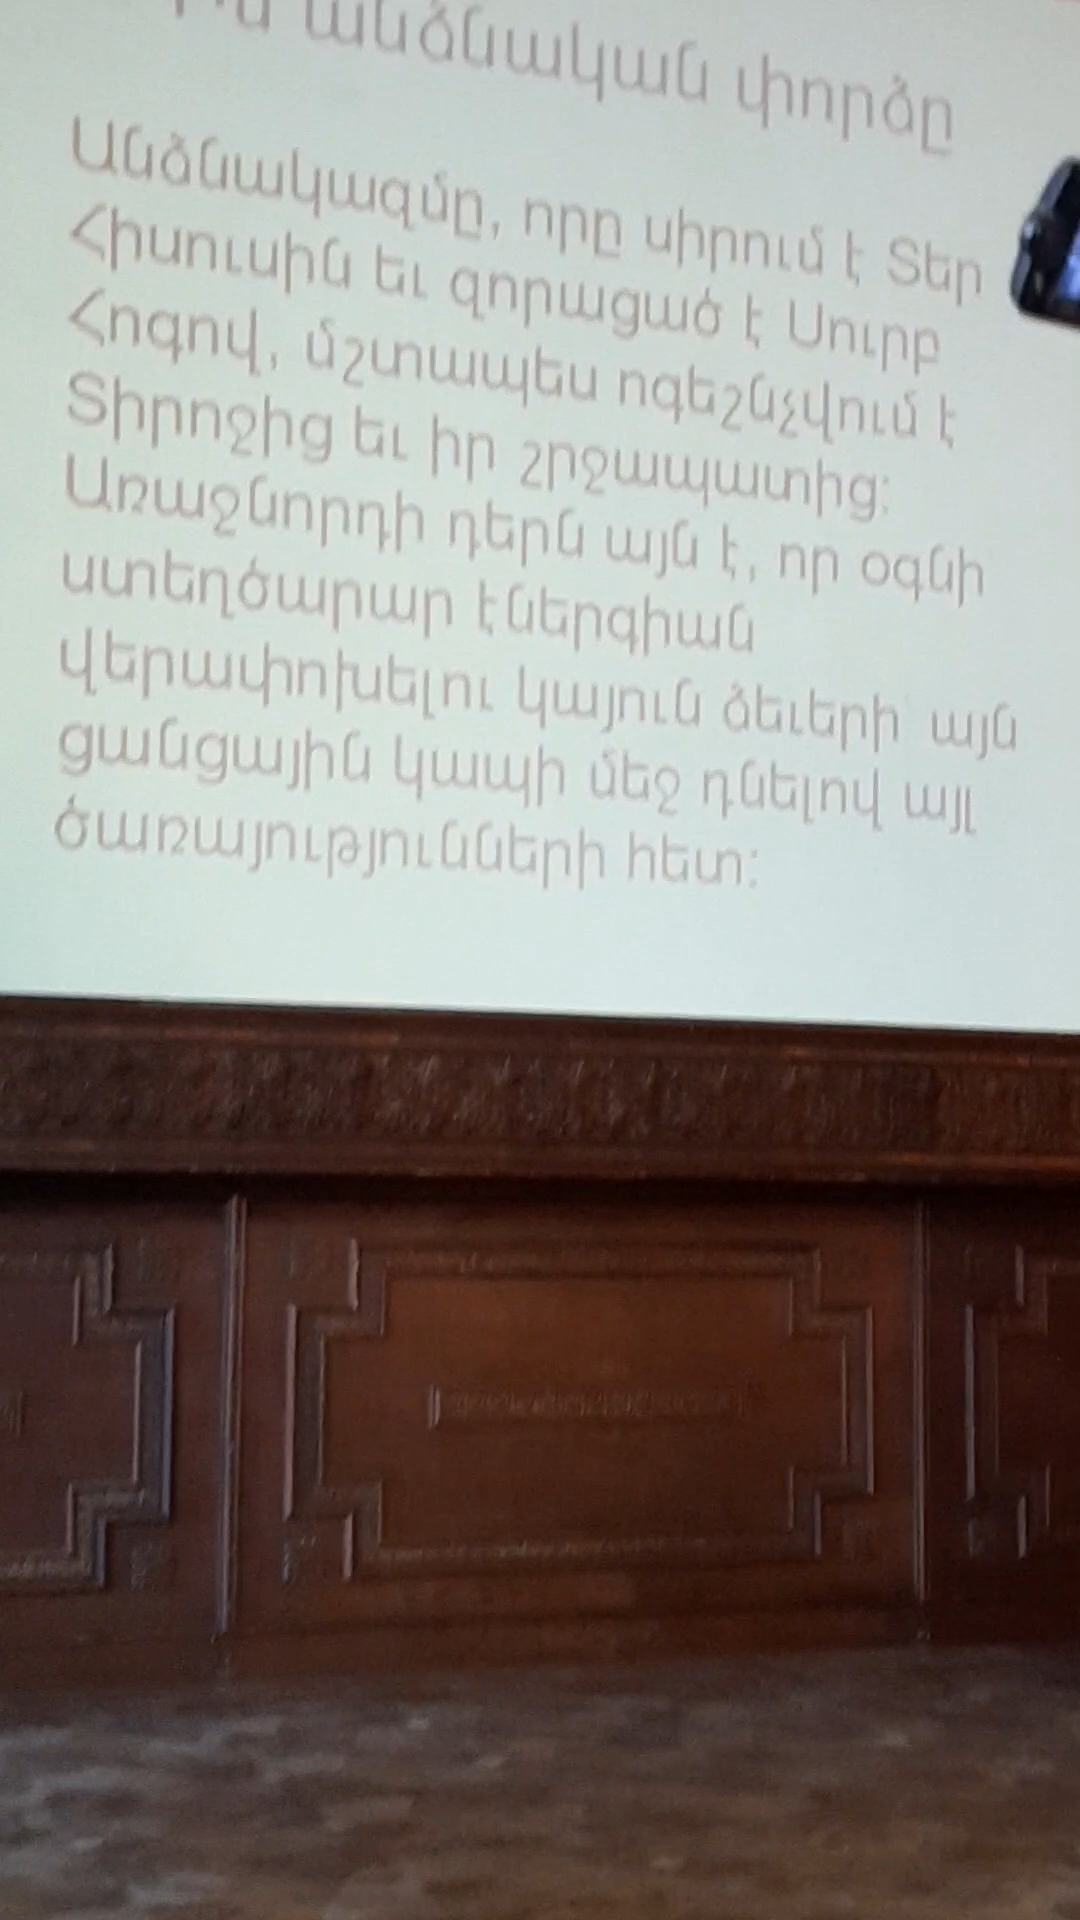 անձնական փորձը
Անձնակազմը, որը սիրում է Տեր
Հիսուսին եւ զորացած է Սուրբ
Հոգով, մշտապես ոգեշնչվում է
Տիրոջից եւ իր շրջապատից:
Առաջնորդի դերն այն է, որ օգնի
ստեղծարար էներգիան
վերափոխելու կայուն ձեւերի այն
ցանցային կապի մեջ դնելով այլ
ծառայությունների հետ: